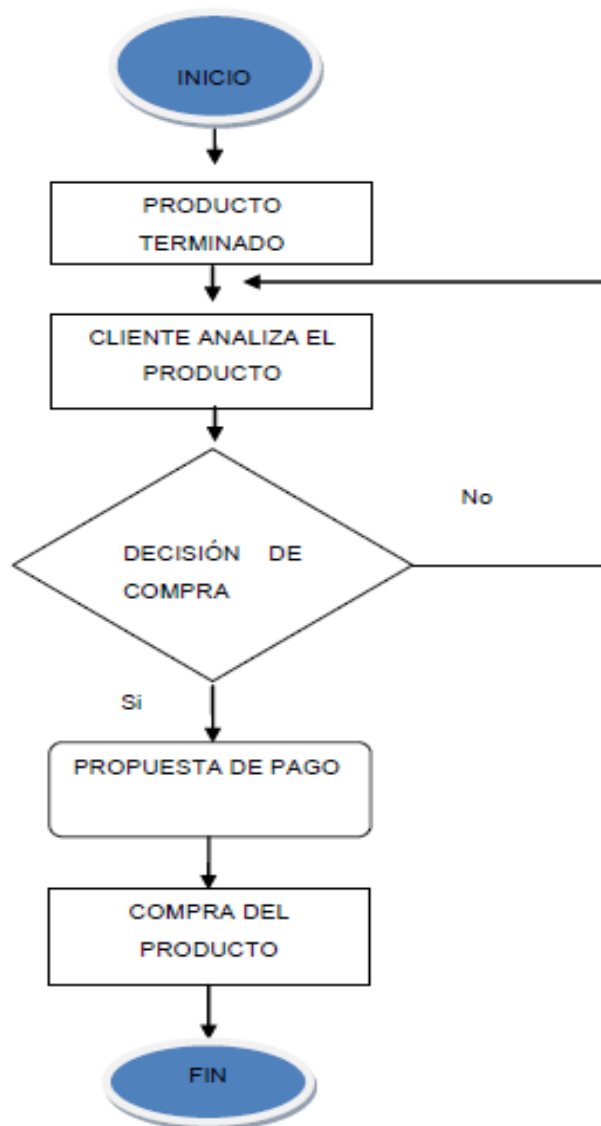 INICIO
PRODUCTO
TERMINADO
CLIENTE ANALIZA EL
PRODUCTO
No
DECISIÓN DE
COMPRA
Si
PROPUESTA DE PAGO
COMPRA DEL
PRODUCTO
FIN